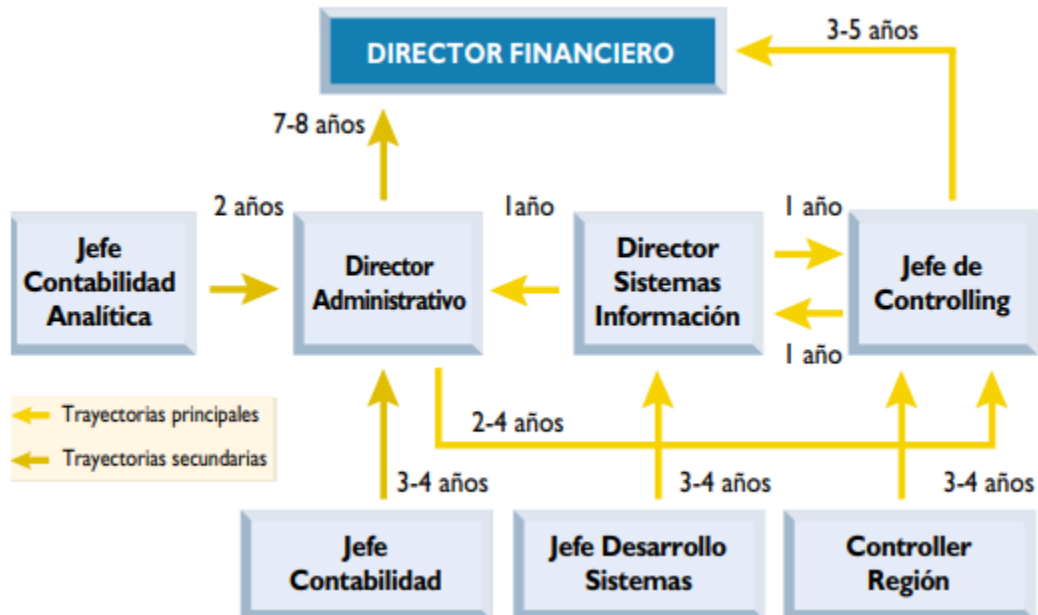 3-5 años
DIRECTOR FINANCIERO
7-8 años
2 años
1año
1 año
Jefe
Contabilidad
Analítica
Director
Administrativo
Director
Sistemas
Información
Jefe de
Controlling
1 año
Trayectorias principales
Trayectorias secundarias
2-4 años
3-4 años
3-4 años
3-4 años
Jefe
Contabilidad
Jefe Desarrollo
Sistemas
Controller
Región